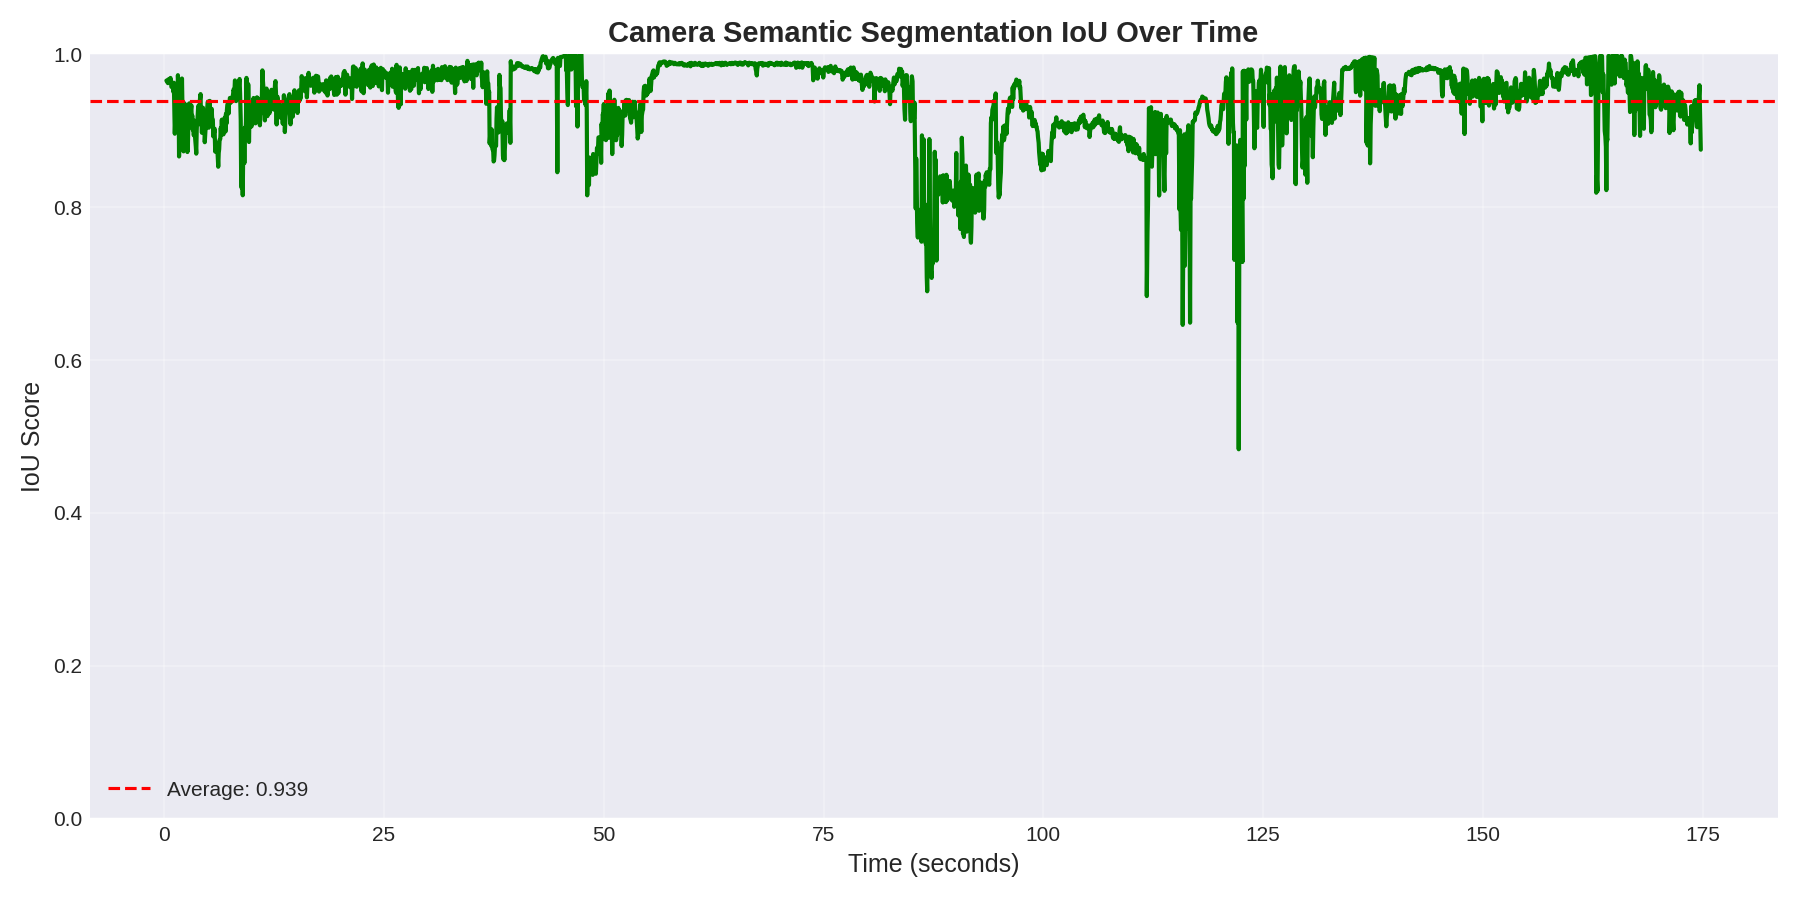 Camera Semantic Segmentation IoU Over Time
1.0
0.8
0.6
0.4
0.2
0.0
IoU Score
Average: 0.939
0 25 50 75 100 125 150 175
Time (seconds)